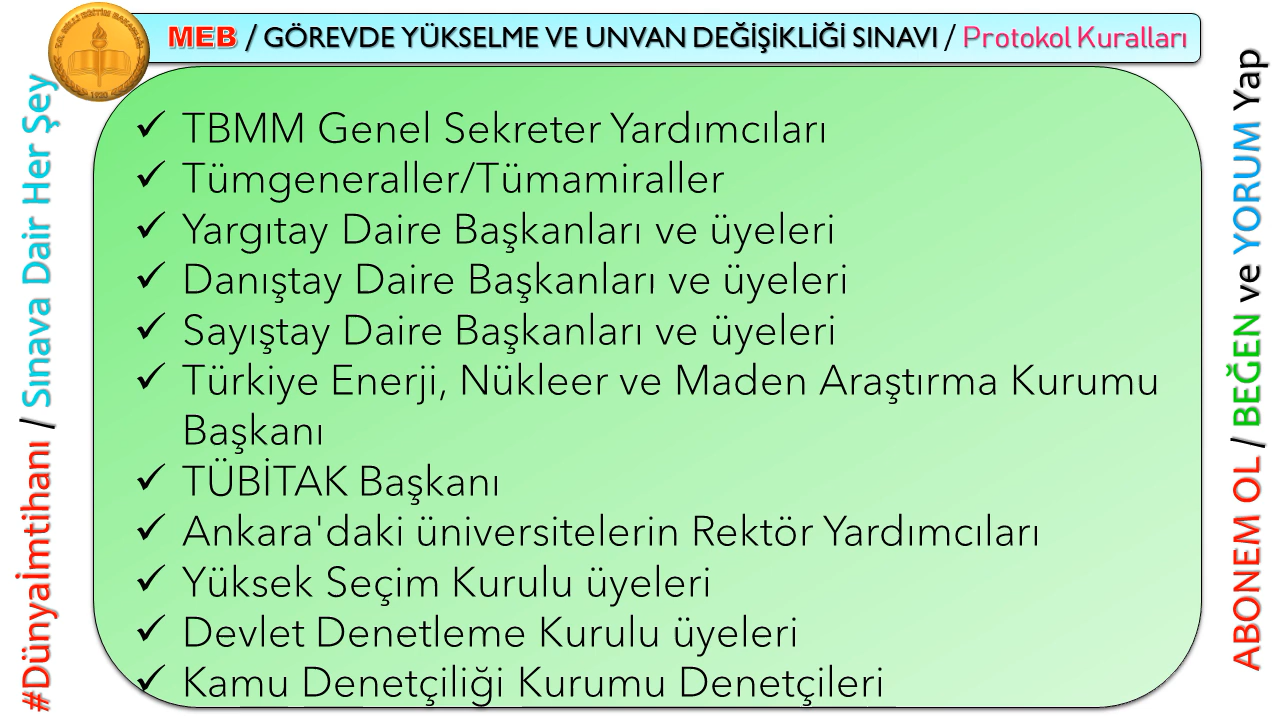 MEB / GÖREVDE YÜKSELME VE UNVAN DEĞİŞİKLİĞİ SINAVI / Protokol Kuralları
#Dünyaİmtihanı / Sınava Dair Her Şey
✓ TBMM Genel Sekreter Yardımcıları
✓ Tümgeneraller/Tümamiraller
✓ Yargıtay Daire Başkanları ve üyeleri
✓ Danıştay Daire Başkanları ve üyeleri
✓ Sayıştay Daire Başkanları ve üyeleri
✓ Türkiye Enerji, Nükleer ve Maden Araştırma Kurumu
Başkanı
✓ TÜBİTAK Başkanı
✓ Ankara'daki üniversitelerin Rektör Yardımcıları
✓ Yüksek Seçim Kurulu üyeleri
✓ Devlet Denetleme Kurulu üyeleri
✓ Kamu Denetçiliği Kurumu Denetçileri
ABONEM OL / BEĞEN ve YORUM Yap